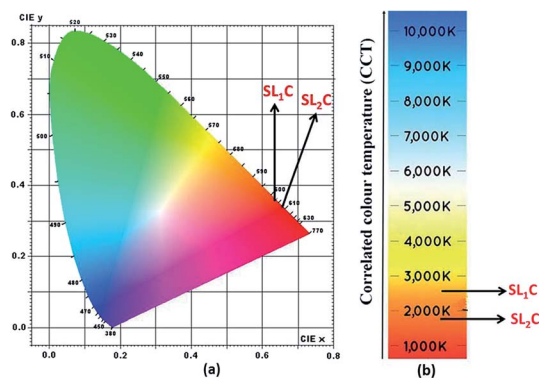 CIE y
0.8
0.6
0.4
0.2
0.0
0.0 0.2 0.4 0.6 0.8
CIE x
520
530
540
550
560
570
580
590
610
630
770
510
500
490
480
470
450
380
SL₁C
SL₂C
(a)
Correlated colour temperature (CCT)
10,000K
9,000K
8,000K
7,000K
6,000K
5,000K
4,000K
3,000K
2,000K
1,000K
SL₁C
SL₂C
(b)